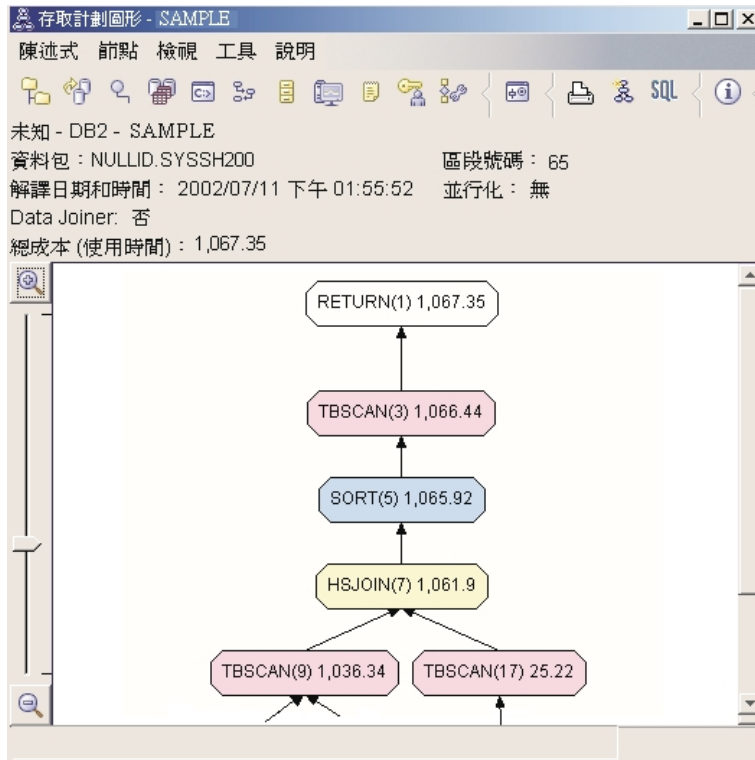 存取計劃圖形 - SAMPLE
陳述式 節點 檢視 工具 說明
SQL
未知 - DB2 - SAMPLE
資料包：NULLID.SYSSH200 區段號碼： 65
解譯日期和時間： 2002/07/11 下午 01:55:52 並行化： 無
Data Joiner: 否
總成本 (使用時間)：1,067.35
RETURN(1) 1,067.35
TBSCAN(3) 1,066.44
SORT(5) 1,065.92
HSJOIN(7) 1,061.9
TBSCAN(9) 1,036.34 TBSCAN(17) 25.22